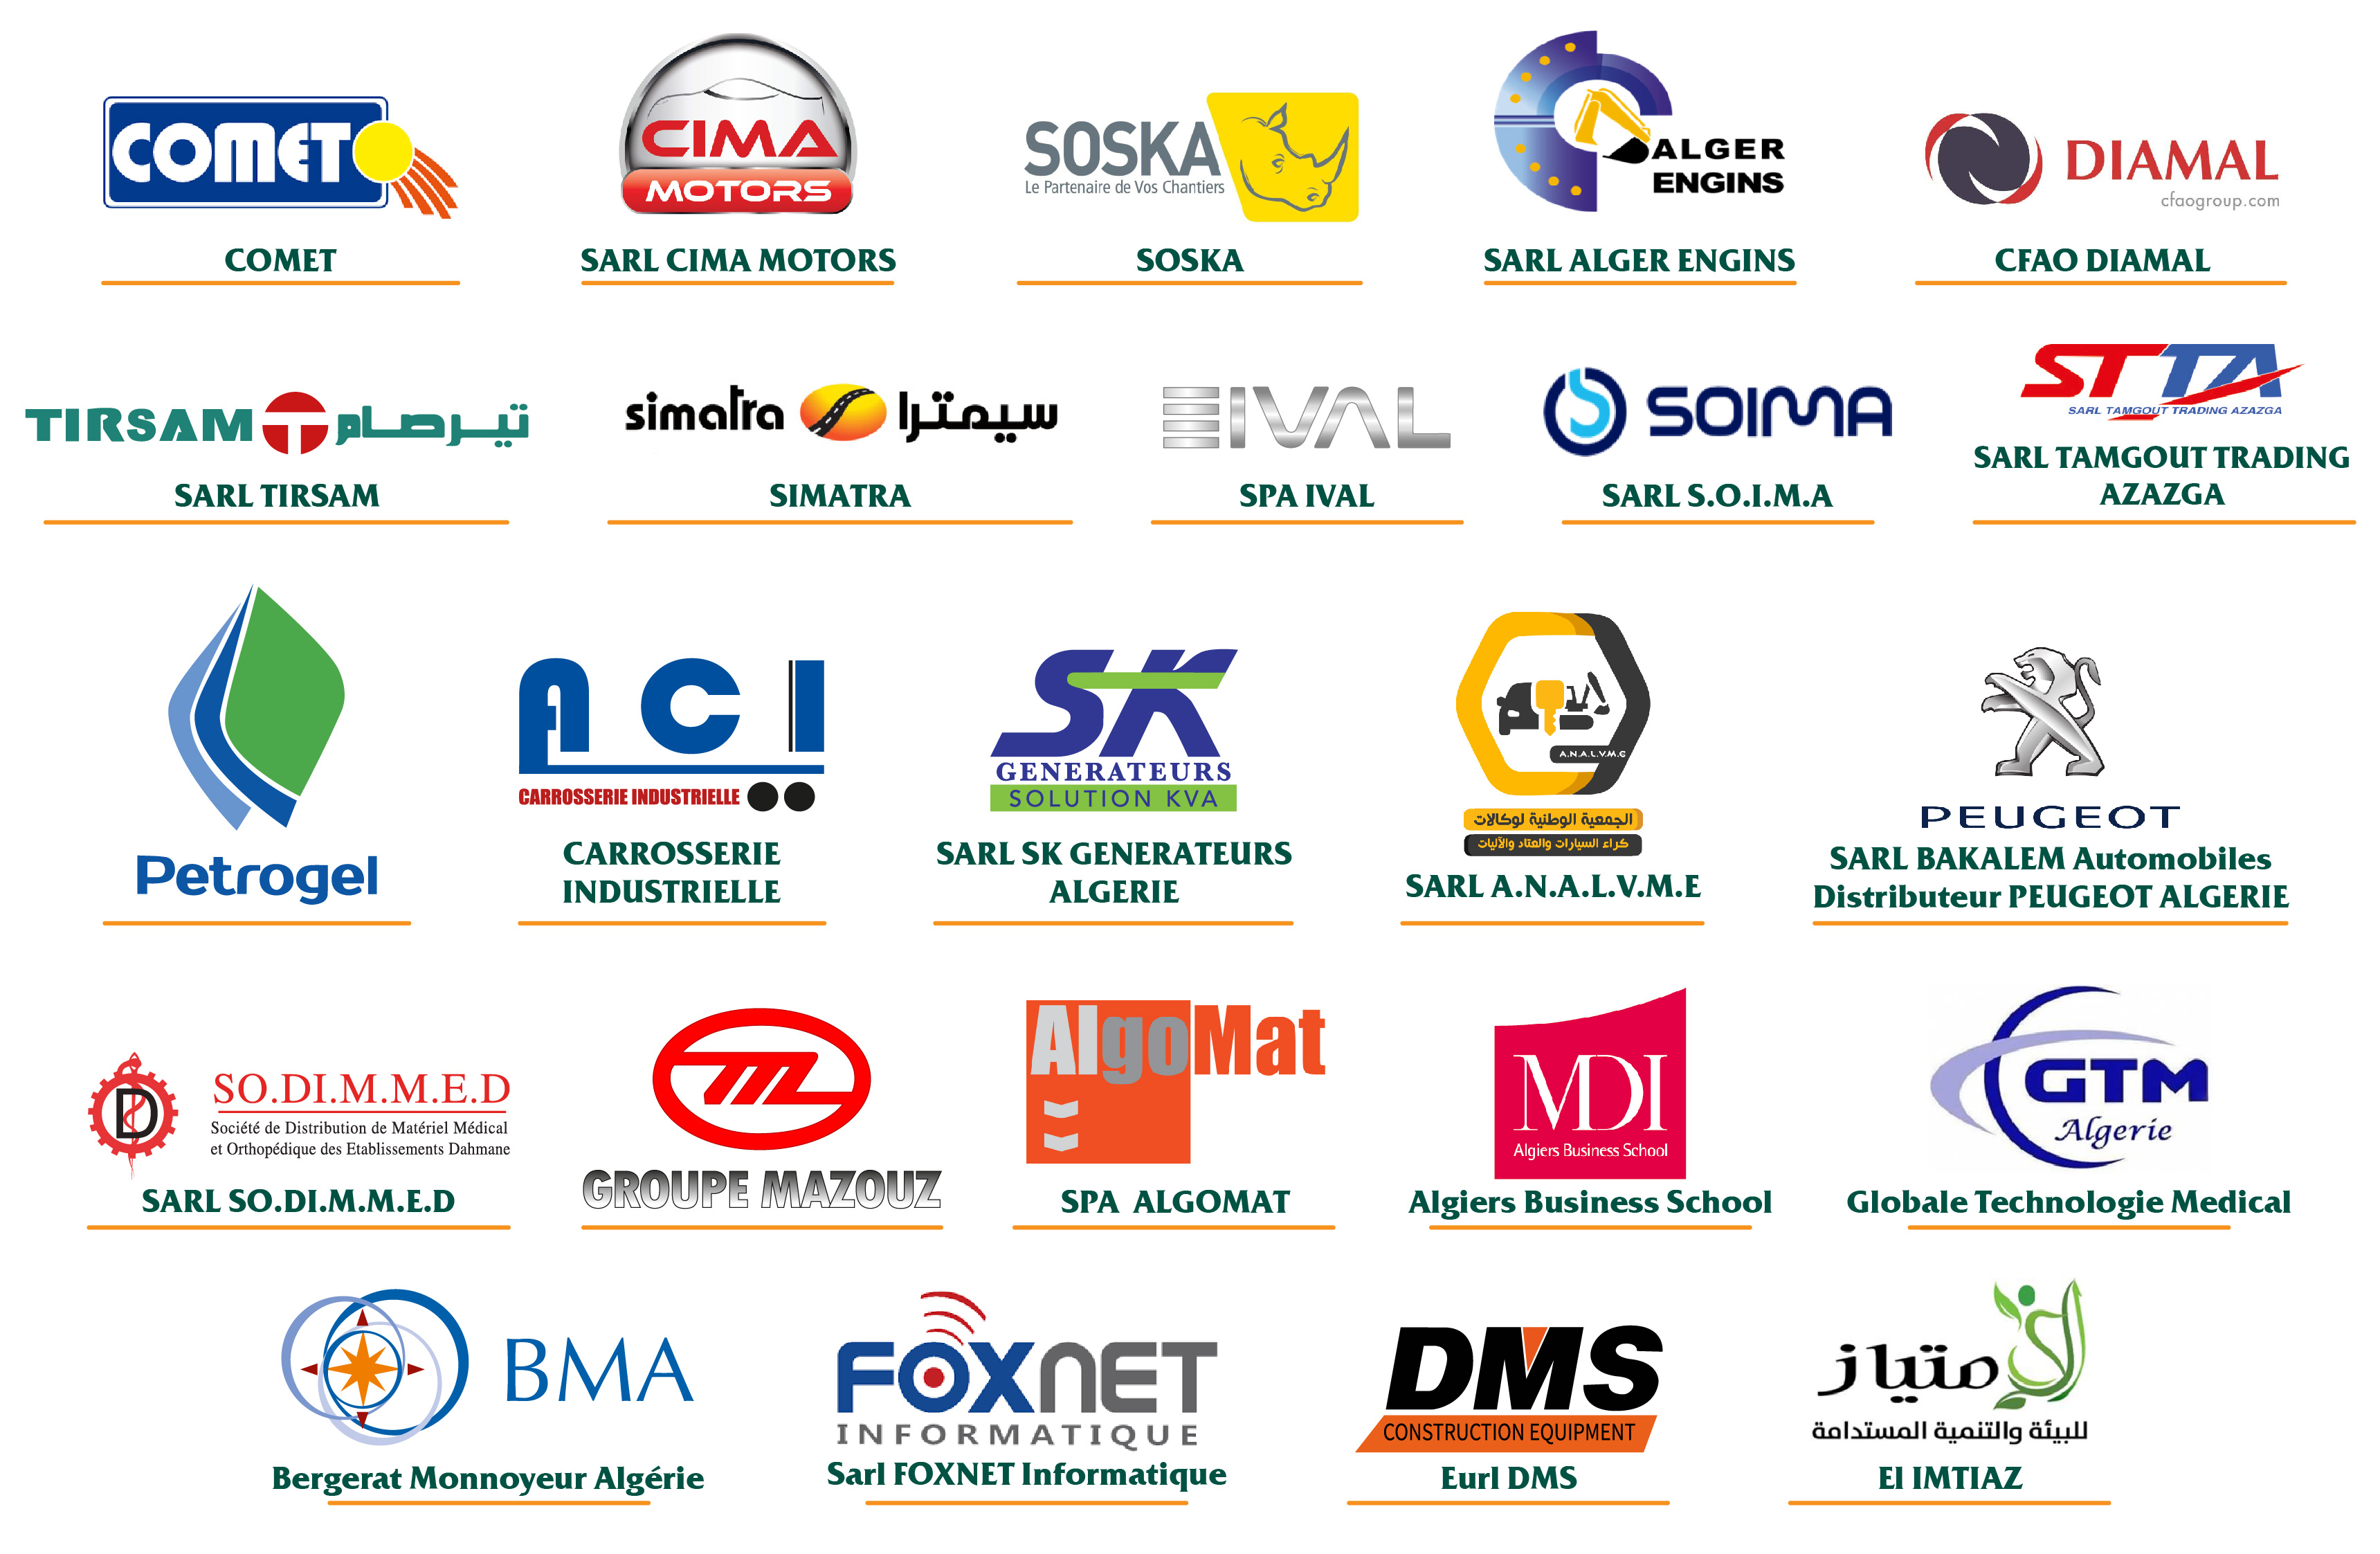 COMET
COMET
CIMA
MOTORS
SARL CIMA MOTORS
SOSKA
Le Partenaire de Vos Chantiers
SOSKA
ALGER
ENGINS
SARL ALGER ENGINS
DIAMAL
cfaogroup.com
CFAO DIAMAL
TIRSAM T تيرصام
SARL TIRSAM
simatra سيمترا
SIMATRA
IVAL
SPA IVAL
SOIMA
SARL S.O.I.M.A
STTA
SARL TAMGOUT TRADING AZAZGA
SARL TAMGOUT TRADING
AZAZGA
Petrogel
ACI
CARROSSERIE INDUSTRIELLE
CARROSSERIE
INDUSTRIELLE
SK
GENERATEURS
SOLUTION KVA
SARL SK GENERATEURS
ALGERIE
A.N.A.L.V.M.E
الجمعية الوطنية لوكالات
كراء السيارات والعتاد والآليات
SARL A.N.A.L.V.M.E
PEUGEOT
SARL BAKALEM Automobiles
Distributeur PEUGEOT ALGERIE
D
SO.DI.M.M.E.D
Société de Distribution de Matériel Médical
et Orthopédique des Etablissements Dahmane
SARL SO.DI.M.M.E.D
GROUPE MAZOUZ
AlgoMat
SPA ALGOMAT
MDI
Algiers Business School
Algiers Business School
GTM
Algerie
Globale Technologie Medical
BMA
Bergerat Monnoyeur Algérie
FOXNET
INFORMATIQUE
Sarl FOXNET Informatique
DMS
CONSTRUCTION EQUIPMENT
Eurl DMS
الامتياز
للبيئة والتنمية المستدامة
El IMTIAZ